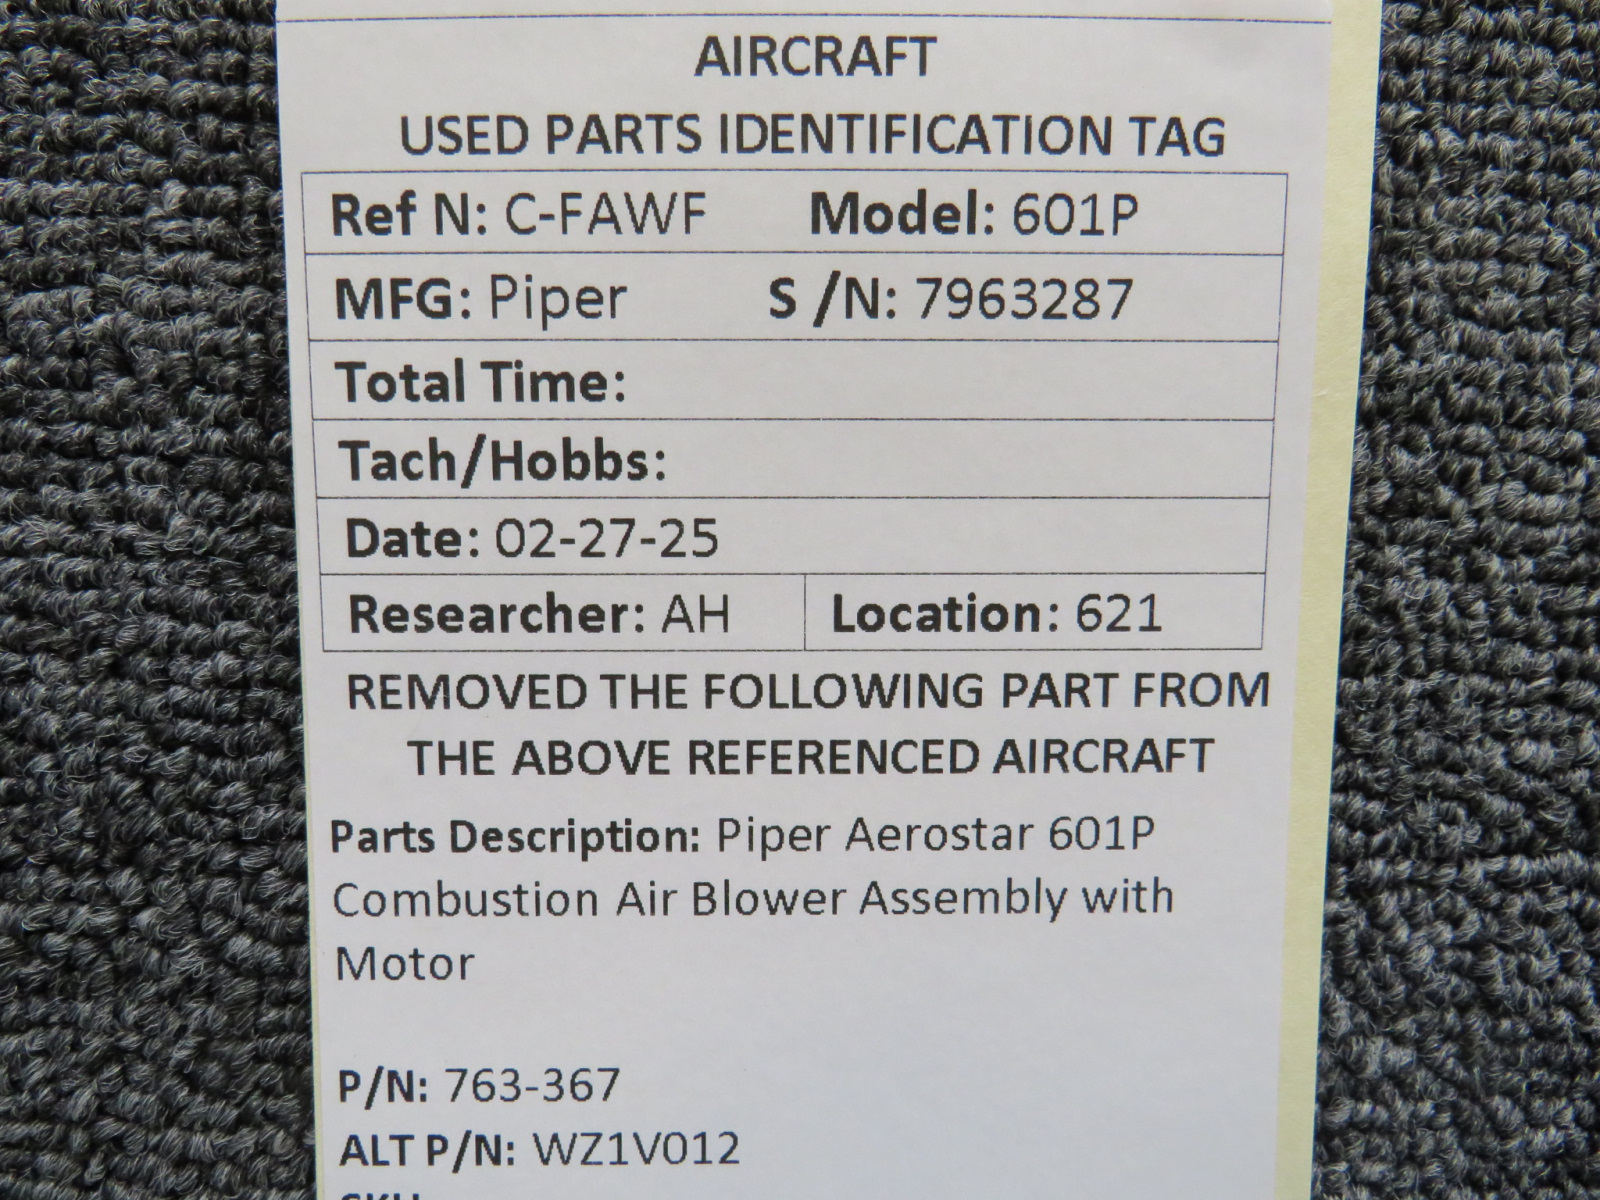 AIRCRAFT
USED PARTS IDENTIFICATION TAG
Ref N: C-FAWF Model: 601P
MFG: Piper S /N: 7963287
Total Time:
Tach/Hobbs:
Date: 02-27-25
Researcher: AH Location: 621
REMOVED THE FOLLOWING PART FROM
THE ABOVE REFERENCED AIRCRAFT
Parts Description: Piper Aerostar 601P
Combustion Air Blower Assembly with
Motor
P/N: 763-367
ALT P/N: WZ1V012